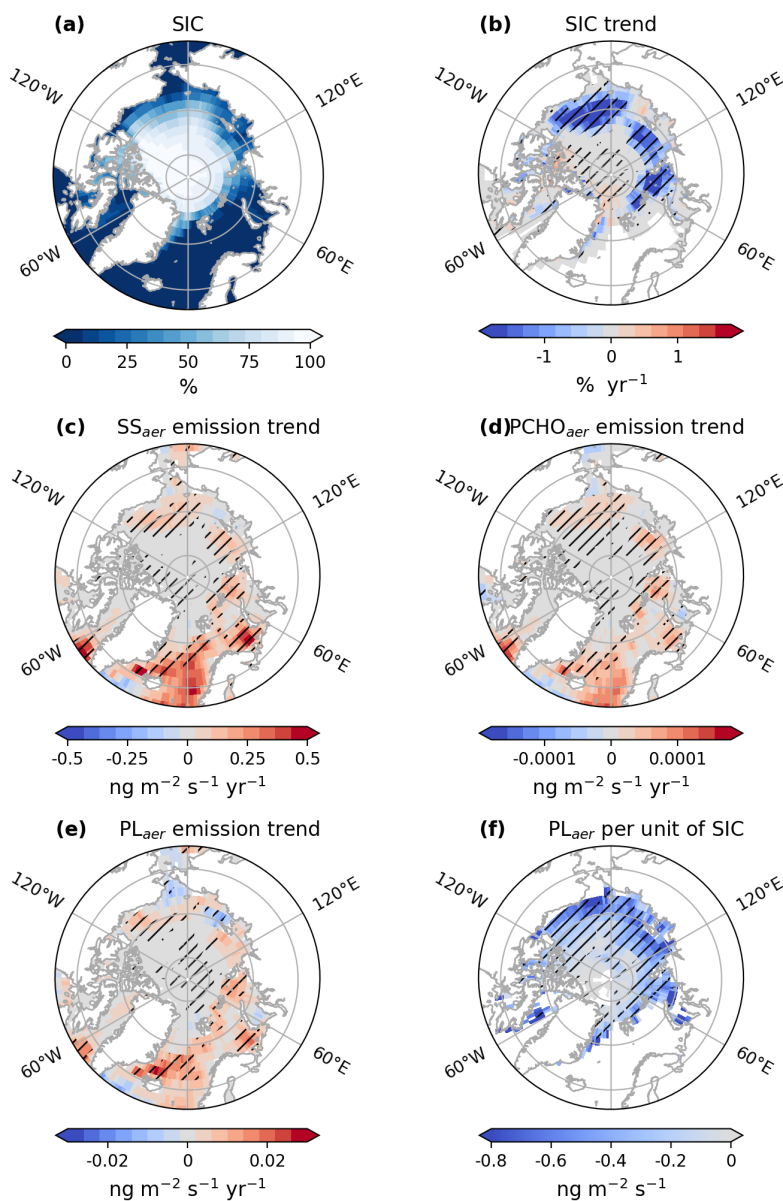 (a) SIC
(b) SIC trend
120°W 120°E
60°W 60°E
0 25 50 75 100
%
120°W 120°E
60°W 60°E
-1 0 1
% yr⁻¹
(c) SSaer emission trend
(d)PCHOaer emission trend
120°W 120°E
60°W 60°E
-0.5 -0.25 0 0.25 0.5
ng m⁻² s⁻¹ yr⁻¹
120°W 120°E
60°W 60°E
-0.0001 0 0.0001
ng m⁻² s⁻¹ yr⁻¹
(e) PLaer emission trend
(f) PLaer per unit of SIC
120°W 120°E
60°W 60°E
-0.02 0 0.02
ng m⁻² s⁻¹ yr⁻¹
120°W 120°E
60°W 60°E
-0.8 -0.6 -0.4 -0.2 0
ng m⁻² s⁻¹